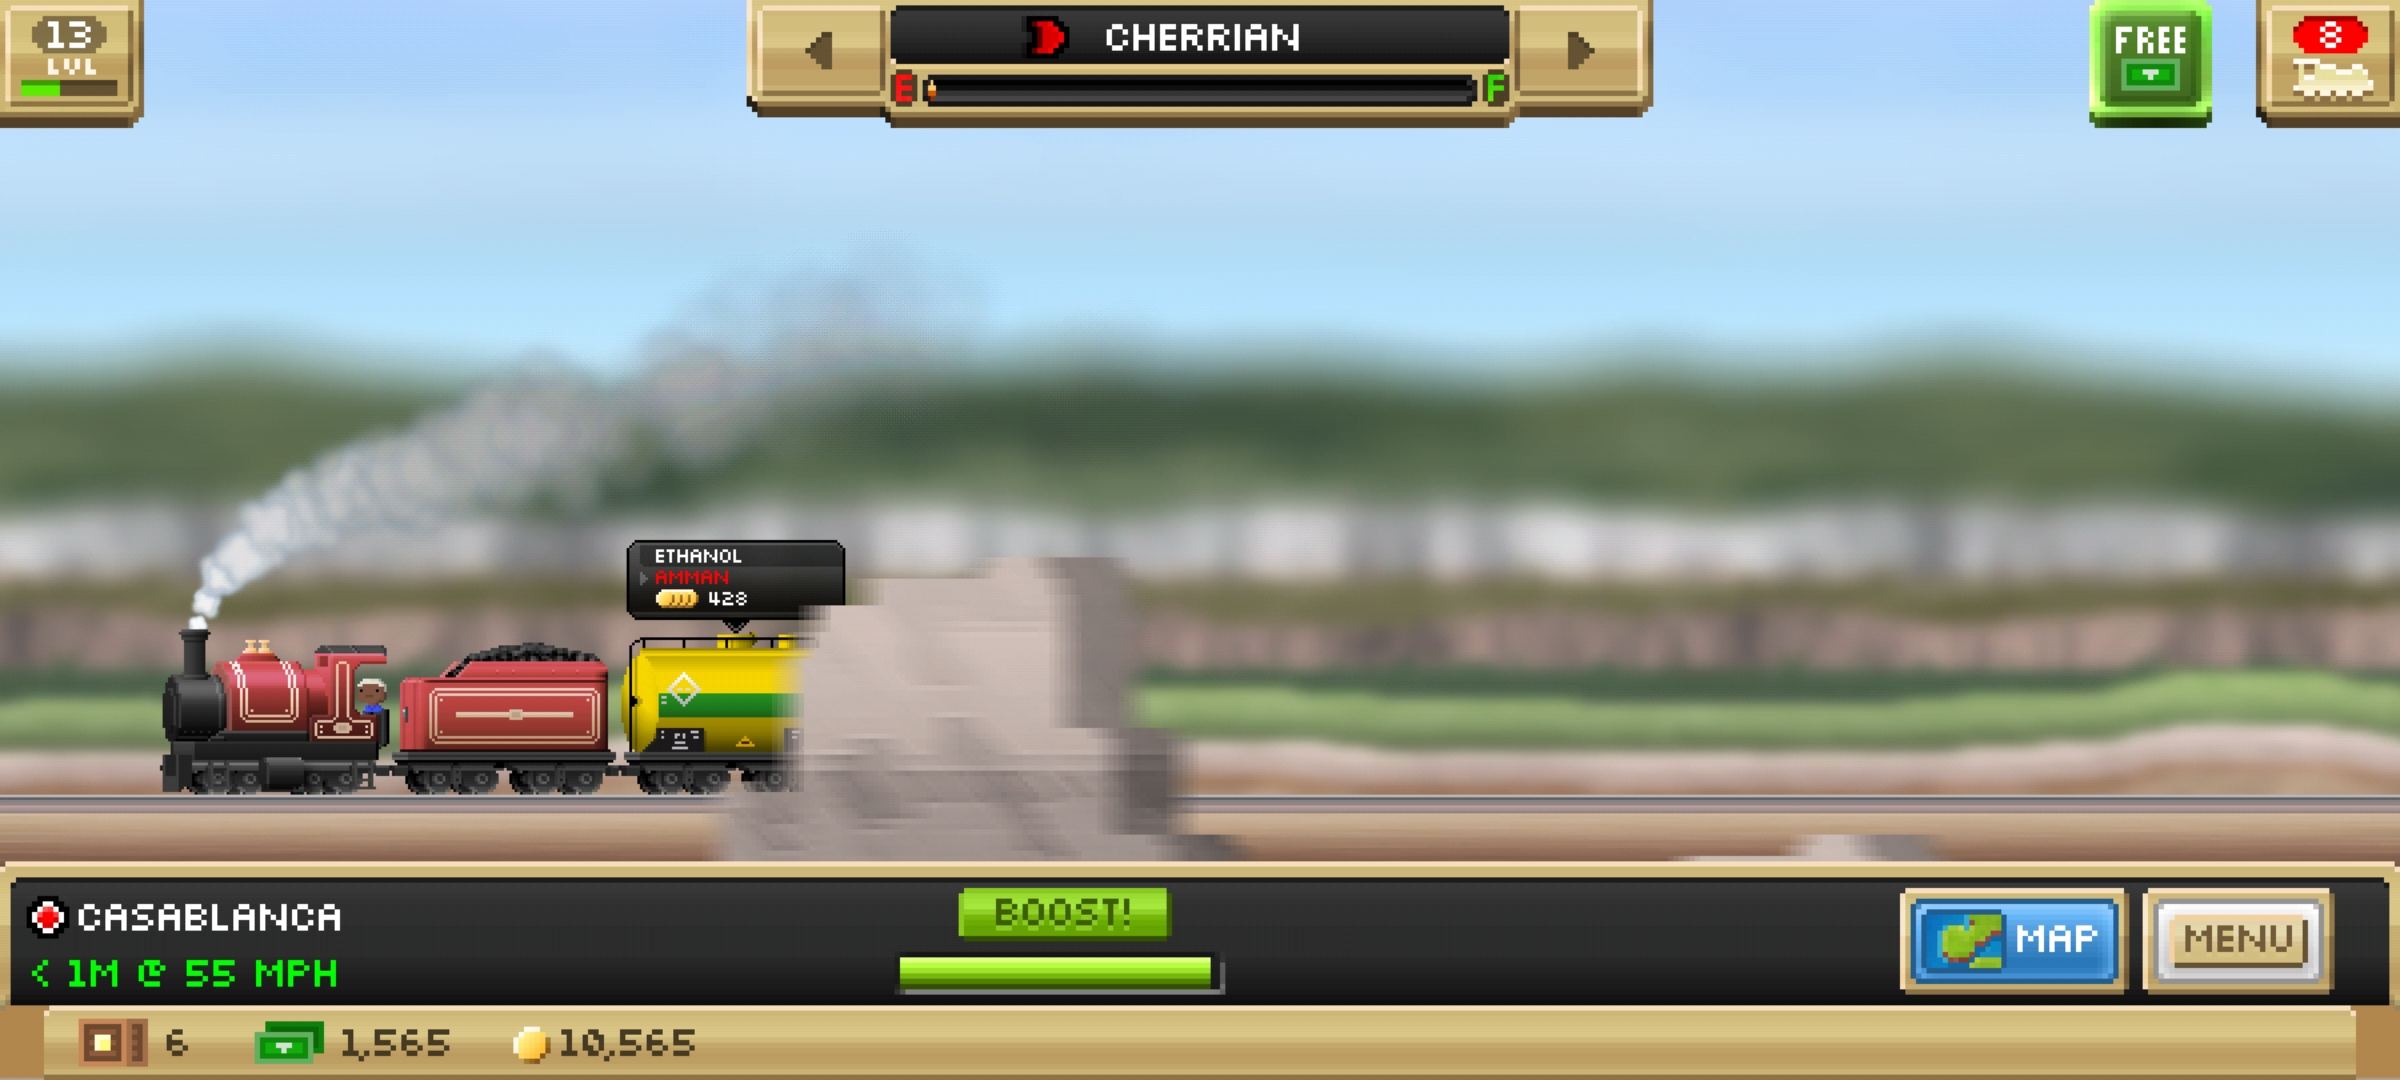 13
LVL
CHERRIAN
E F
FREE
8
ETHANOL
AMMAN
428
CASABLANCA
< 1M @ 55 MPH
BOOST!
MAP
MENU
6 1,565 10,565